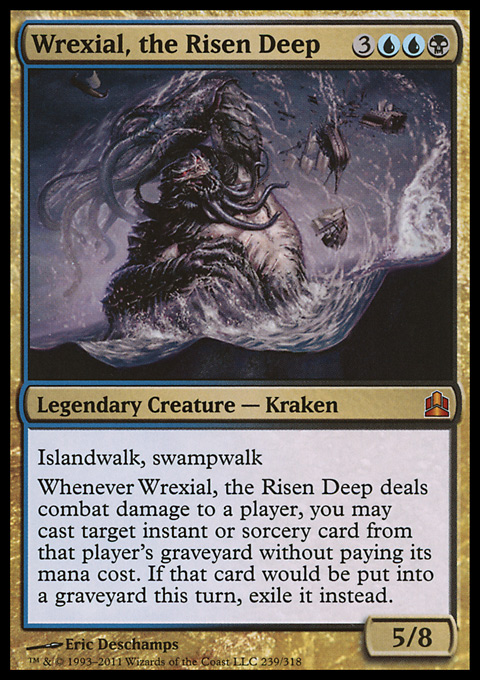 Wrexial, the Risen Deep 3
Legendary Creature — Kraken
Islandwalk, swampwalk
Whenever Wrexial, the Risen Deep deals
combat damage to a player, you may
cast target instant or sorcery card from
that player's graveyard without paying its
mana cost. If that card would be put into
a graveyard this turn, exile it instead.
5/8
Eric Deschamps
™ & © 1993–2011 Wizards of the Coast LLC 239/318